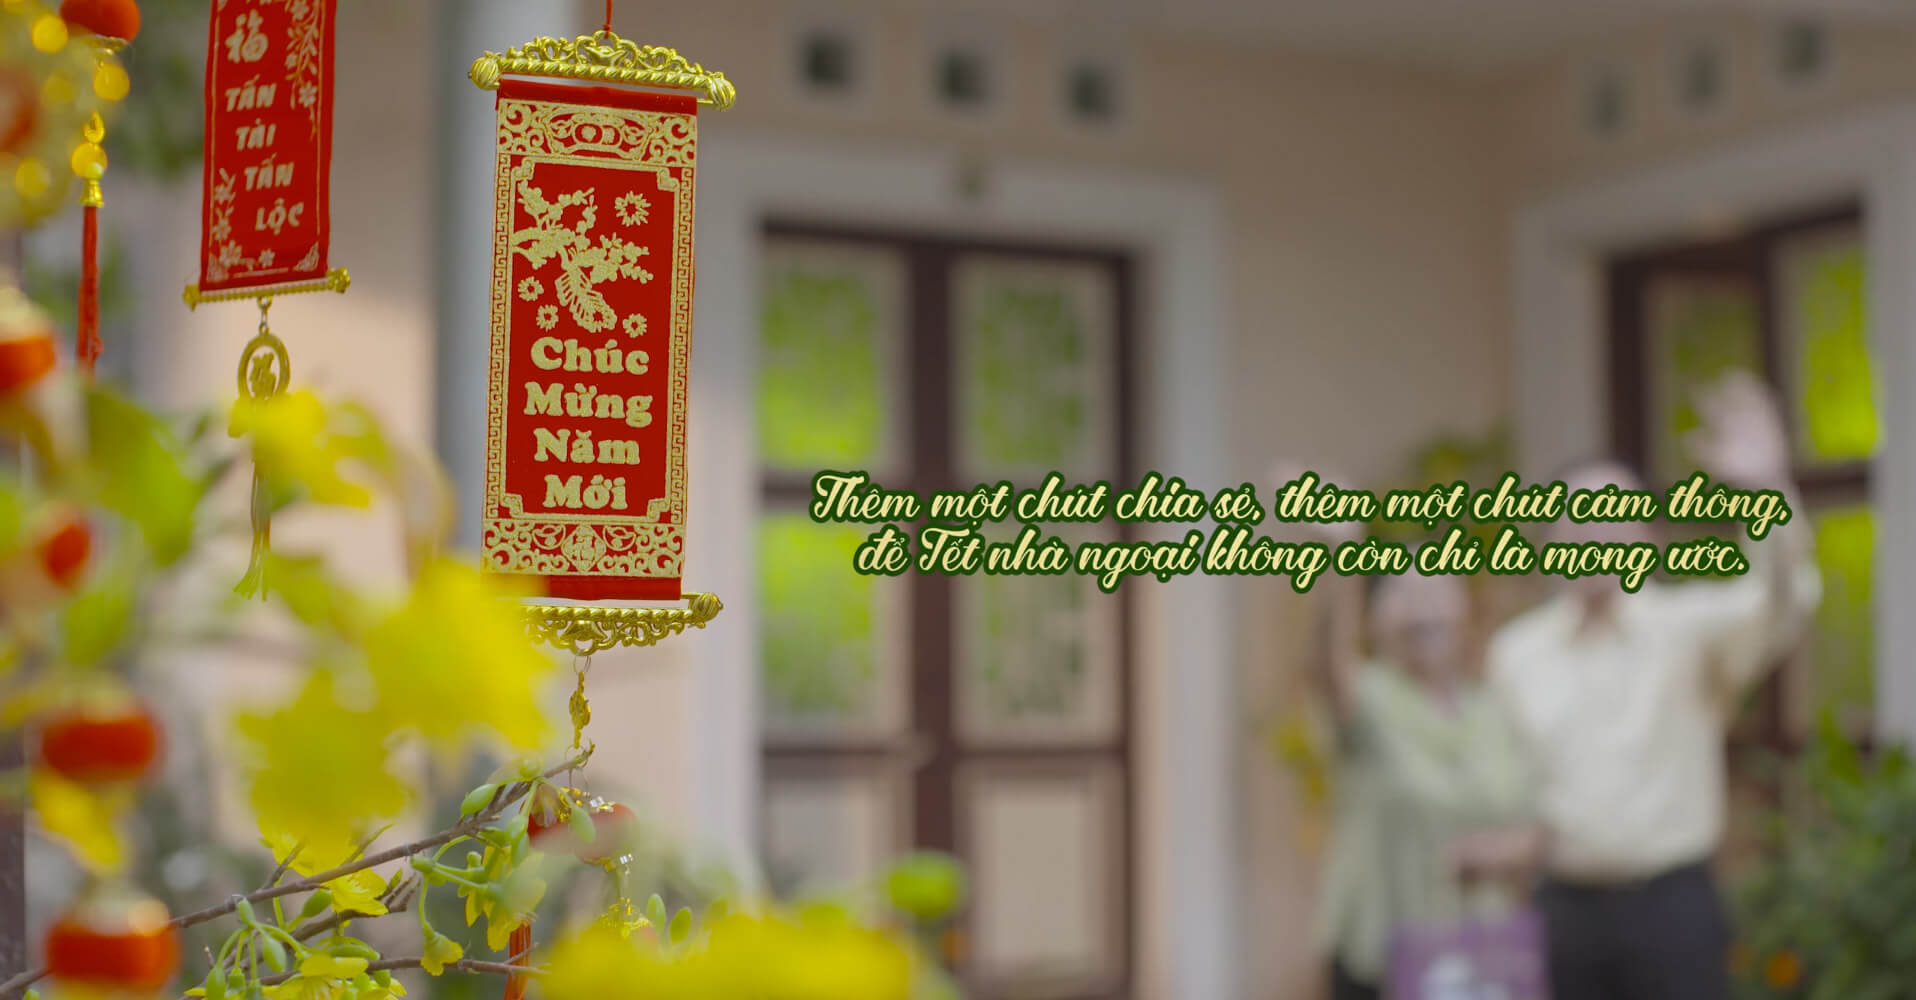 福
TẤN
TÀI
TẤN
LỘC
Chúc
Mừng
Năm
Mới
Thêm một chút chia sẻ, thêm một chút cảm thông,
để Tết nhà ngoại không còn chỉ là mong ước.